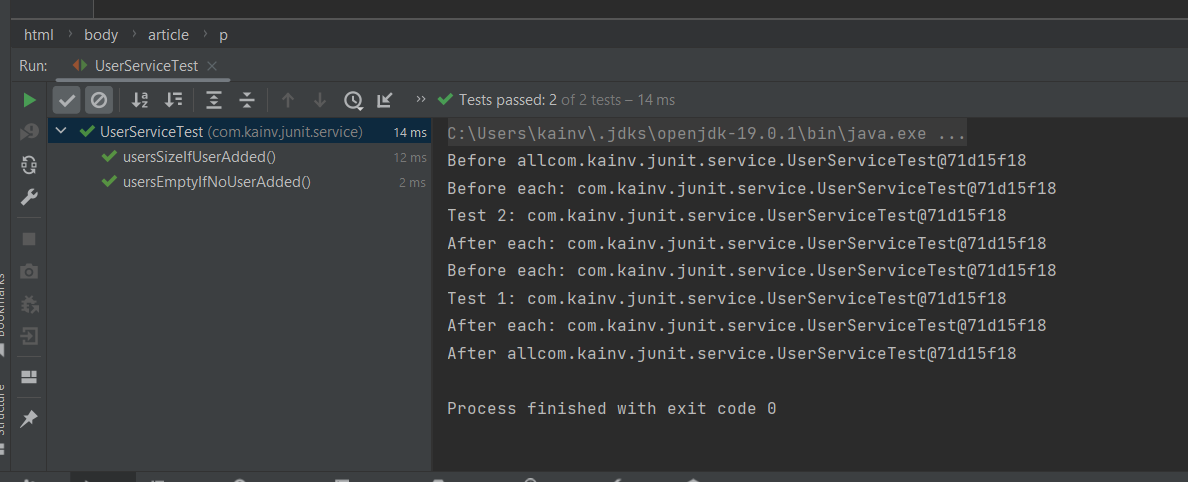 html › body › article › p
Run: UserServiceTest ×
Tests passed: 2 of 2 tests – 14 ms
UserServiceTest (com.kainv.junit.service) 14 ms
usersSizeIfUserAdded() 12 ms
usersEmptyIfNoUserAdded() 2 ms
C:\Users\kainv\.jdks\openjdk-19.0.1\bin\java.exe ...
Before allcom.kainv.junit.service.UserServiceTest@71d15f18
Before each: com.kainv.junit.service.UserServiceTest@71d15f18
Test 2: com.kainv.junit.service.UserServiceTest@71d15f18
After each: com.kainv.junit.service.UserServiceTest@71d15f18
Before each: com.kainv.junit.service.UserServiceTest@71d15f18
Test 1: com.kainv.junit.service.UserServiceTest@71d15f18
After each: com.kainv.junit.service.UserServiceTest@71d15f18
After allcom.kainv.junit.service.UserServiceTest@71d15f18
Process finished with exit code 0